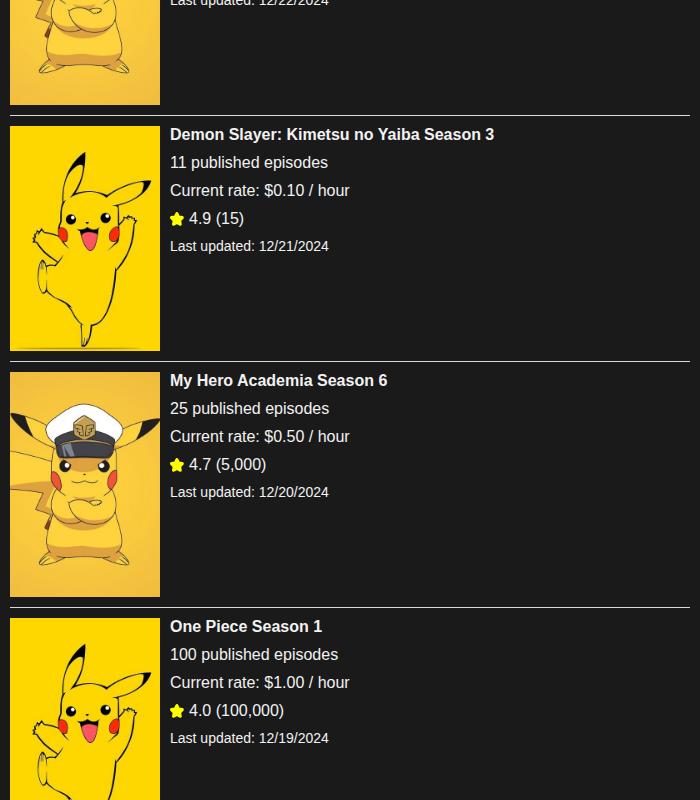 Last updated: 12/22/2024
Demon Slayer: Kimetsu no Yaiba Season 3
11 published episodes
Current rate: $0.10 / hour
4.9 (15)
Last updated: 12/21/2024
My Hero Academia Season 6
25 published episodes
Current rate: $0.50 / hour
4.7 (5,000)
Last updated: 12/20/2024
One Piece Season 1
100 published episodes
Current rate: $1.00 / hour
4.0 (100,000)
Last updated: 12/19/2024